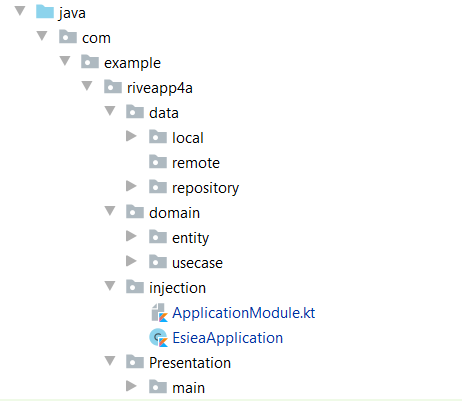 java
com
example
riveapp4a
data
local
remote
repository
domain
entity
usecase
injection
ApplicationModule.kt
EsieaApplication
Presentation
main